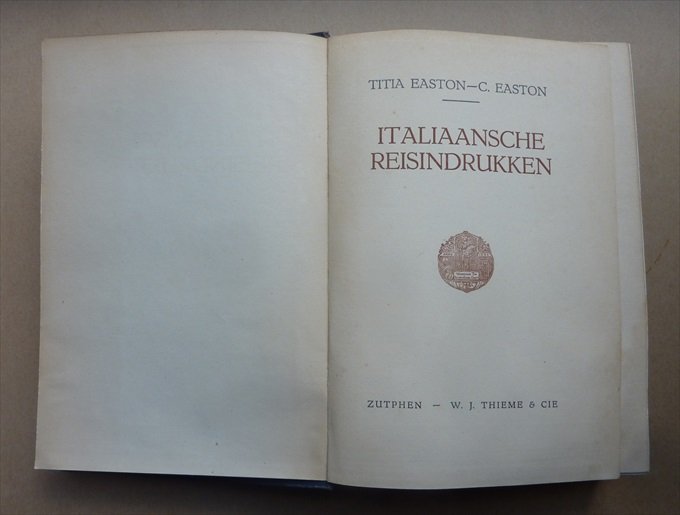 TITIA EASTON—C. EASTON
ITALIAANSCHE
REISINDRUKKEN
ZUTPHEN — W. J. THIEME & CIE